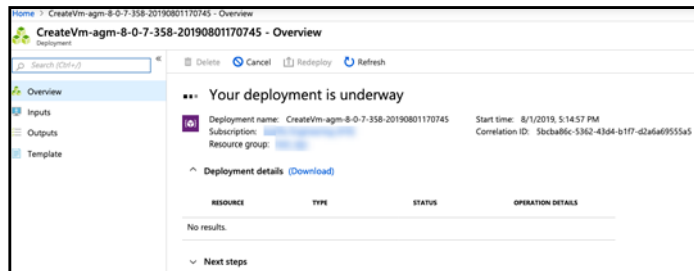 Home > CreateVm-agm-8-0-7-358-20190801170745 - Overview
CreateVm-agm-8-0-7-358-20190801170745 - Overview
Deployment
Search (Ctrl+/)
«
Delete Cancel Redeploy Refresh
Overview
Inputs
Outputs
Template
Your deployment is underway
Deployment name: CreateVm-agm-8-0-7-358-20190801170745
Subscription:
Resource group:
Start time: 8/1/2019, 5:14:57 PM
Correlation ID: 5bcba86c-5362-43d4-b1f7-d2a6a69555a5
Deployment details (Download)
RESOURCE TYPE STATUS OPERATION DETAILS
No results.
Next steps